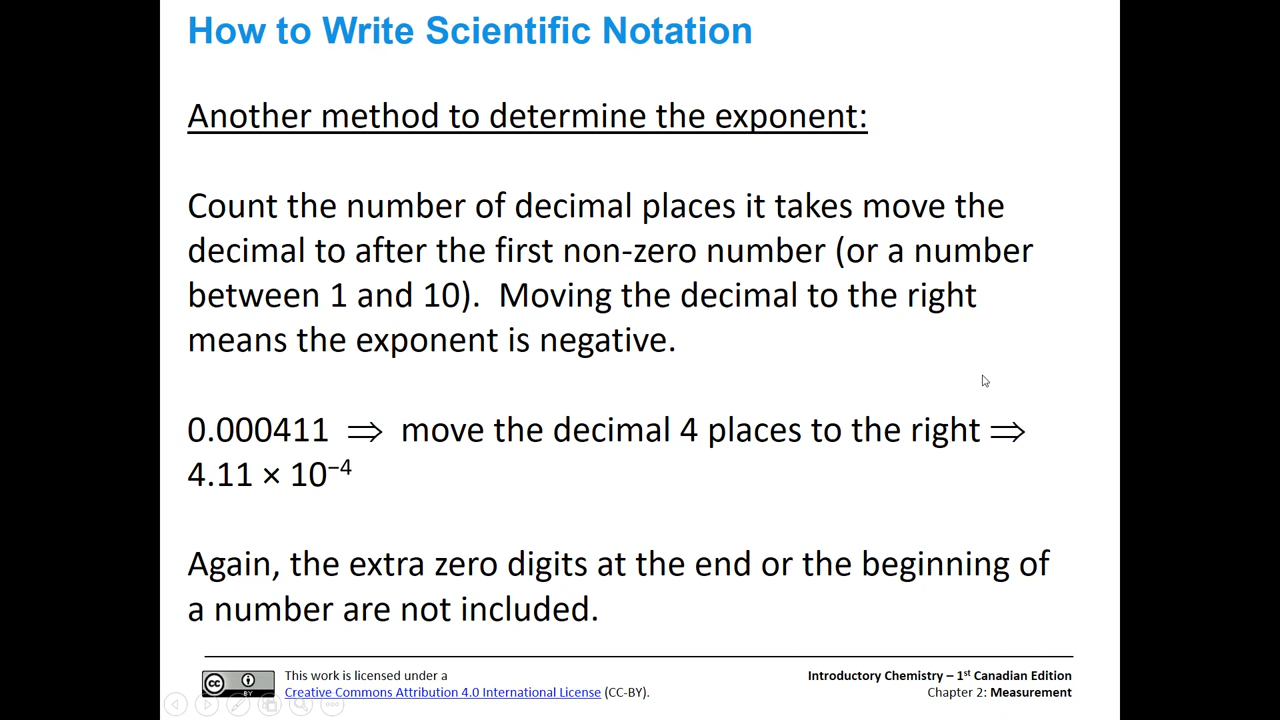 How to Write Scientific Notation
Another method to determine the exponent:
Count the number of decimal places it takes move the
decimal to after the first non-zero number (or a number
between 1 and 10).  Moving the decimal to the right
means the exponent is negative.
0.000411 ⇒ move the decimal 4 places to the right ⇒
4.11 × 10⁻⁴
Again, the extra zero digits at the end or the beginning of
a number are not included.
cc BY
This work is licensed under a
Creative Commons Attribution 4.0 International License (CC-BY).
Introductory Chemistry – 1ˢᵗ Canadian Edition
Chapter 2: Measurement